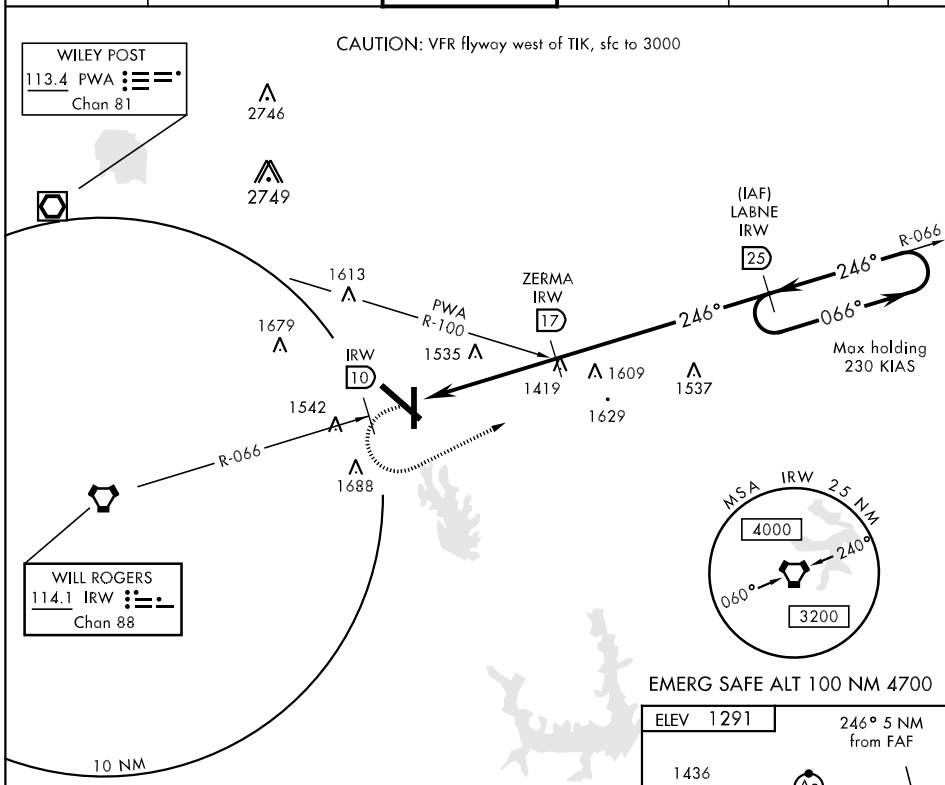 CAUTION: VFR flyway west of TIK, sfc to 3000
WILEY POST
113.4 PWA
Chan 81
2746
2749
(IAF)
LABNE
IRW
25
R-066
246°
066°
246°
Max holding
230 KIAS
ZERMA
IRW
17
1613
PWA
R-100
1679
1535
IRW
10
1419
1609
1537
1629
1542
R-066
1688
WILL ROGERS
114.1 IRW
Chan 88
MSA IRW 25 NM
4000
240°
060°
3200
EMERG SAFE ALT 100 NM 4700
ELEV 1291
246° 5 NM
from FAF
1436
10 NM